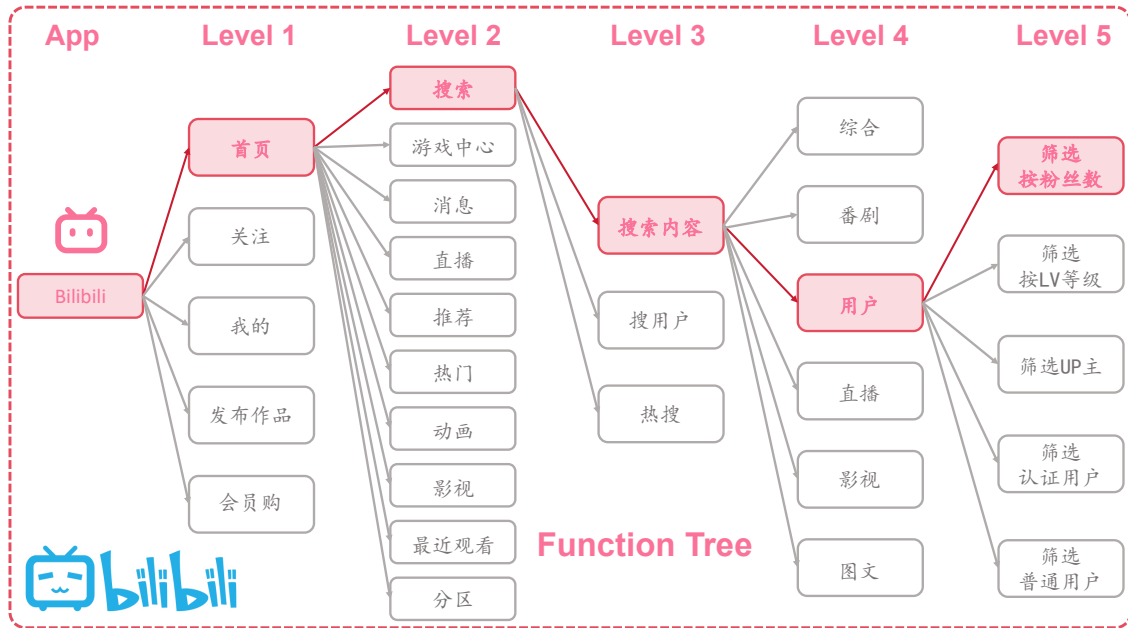 App
Level 1
Level 2
Level 3
Level 4
Level 5
Bilibili
首页
关注
我的
发布作品
会员购
搜索
游戏中心
消息
直播
推荐
热门
动画
影视
最近观看
分区
搜索内容
搜用户
热搜
综合
番剧
用户
直播
影视
图文
筛选
按粉丝数
筛选
按LV等级
筛选UP主
筛选
认证用户
筛选
普通用户
Function Tree
bilibili